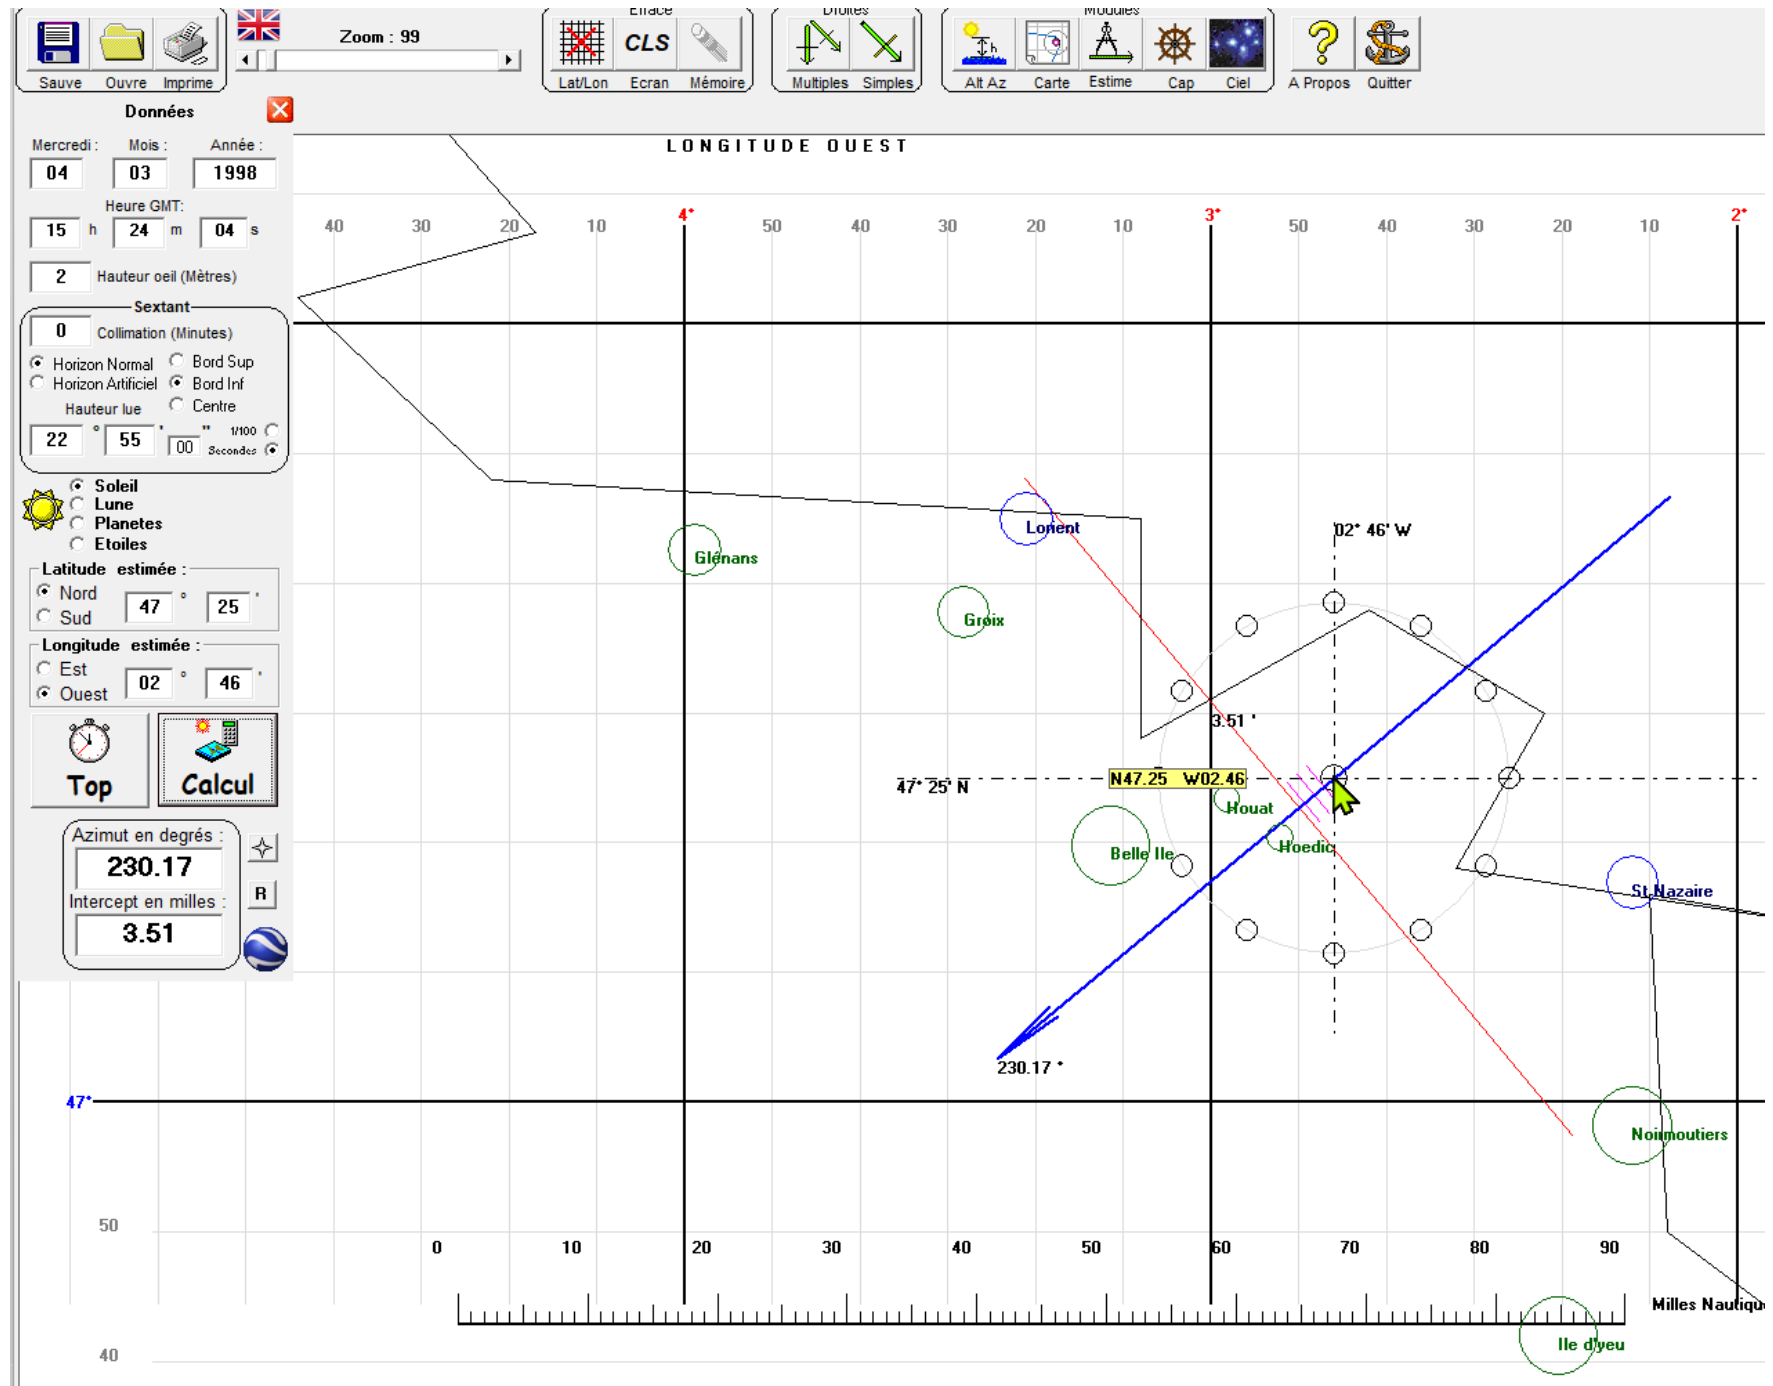 Zoom : 99
Efface
Droites
Modules
CLS
h
?
Sauve Ouvre Imprime
Lat/Lon Ecran Mémoire
Multiples Simples
Alt Az Carte Estime Cap Ciel
A Propos Quitter
Données
Mercredi : Mois : Année :
04 03 1998
Heure GMT:
15 h 24 m 04 s
2 Hauteur oeil (Mètres)
Sextant
0 Collimation (Minutes)
Horizon Normal Bord Sup
Horizon Artificiel Bord Inf
Hauteur lue Centre
22 ° 55 ' 00 " 1/100
Secondes
Soleil
Lune
Planetes
Etoiles
Latitude estimée :
Nord 47 ° 25 '
Sud
Longitude estimée :
Est
Ouest 02 ° 46 '
Top Calcul
Azimut en degrés :
230.17
Intercept en milles :
3.51
R
LONGITUDE OUEST
4° 3° 2°
40 30 20 10 50 40 30 20 10 50 40 30 20 10
Lorient
02° 46' W
Glénans
Groix
3.51 '
N47.25 W02.46
47° 25' N
Houat
Hoedic
Belle Ile
St Nazaire
230.17 °
47°
Noirmoutiers
50
0 10 20 30 40 50 60 70 80 90
Milles Nautiqu
Ile d'yeu
40